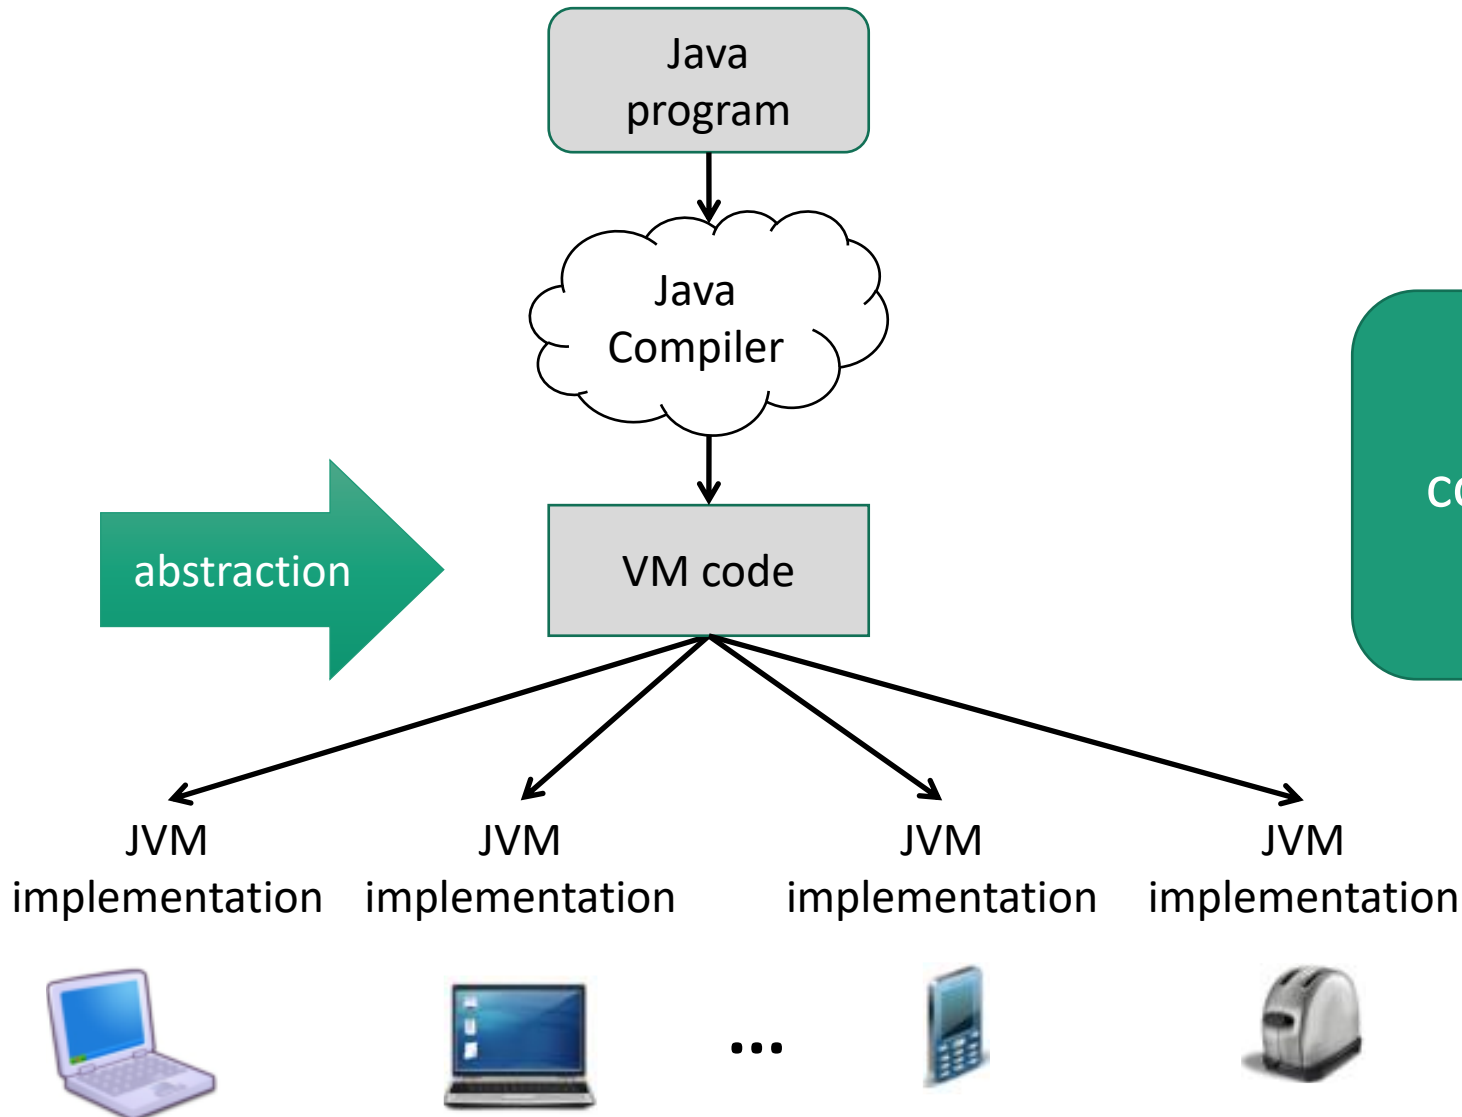 Java
program
Java
Compiler
abstraction
VM code
JVM
implementation
JVM
implementation
JVM
implementation
JVM
implementation
...